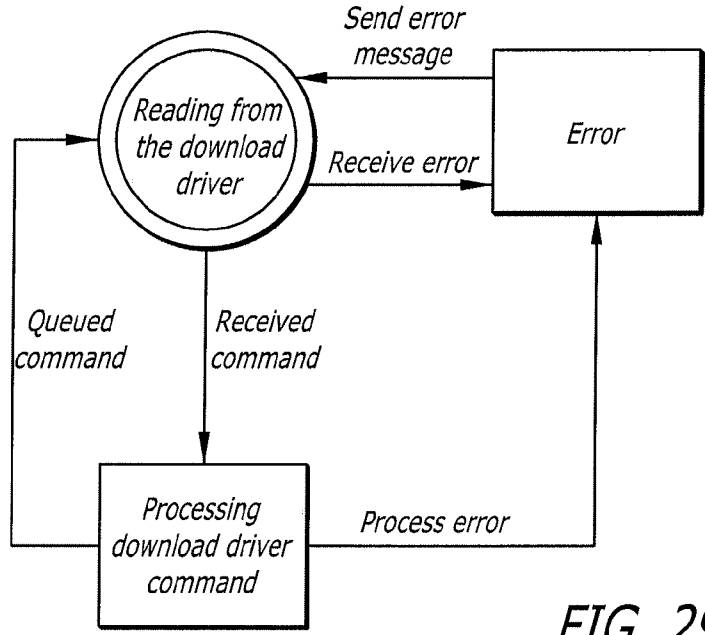 Send error
message
Reading from
the download
driver
Error
Receive error
Queued
command
Received
command
Processing
download driver
command
Process error